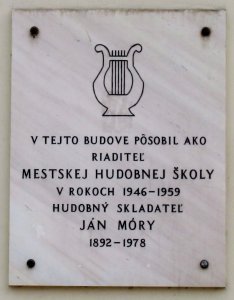 V TEJTO BUDOVE PÔSOBIL AKO
RIADITEĽ
MESTSKEJ HUDOBNEJ ŠKOLY
V ROKOCH 1946-1959
HUDOBNÝ SKLADATEĽ
JÁN MÓRY
1892-1978